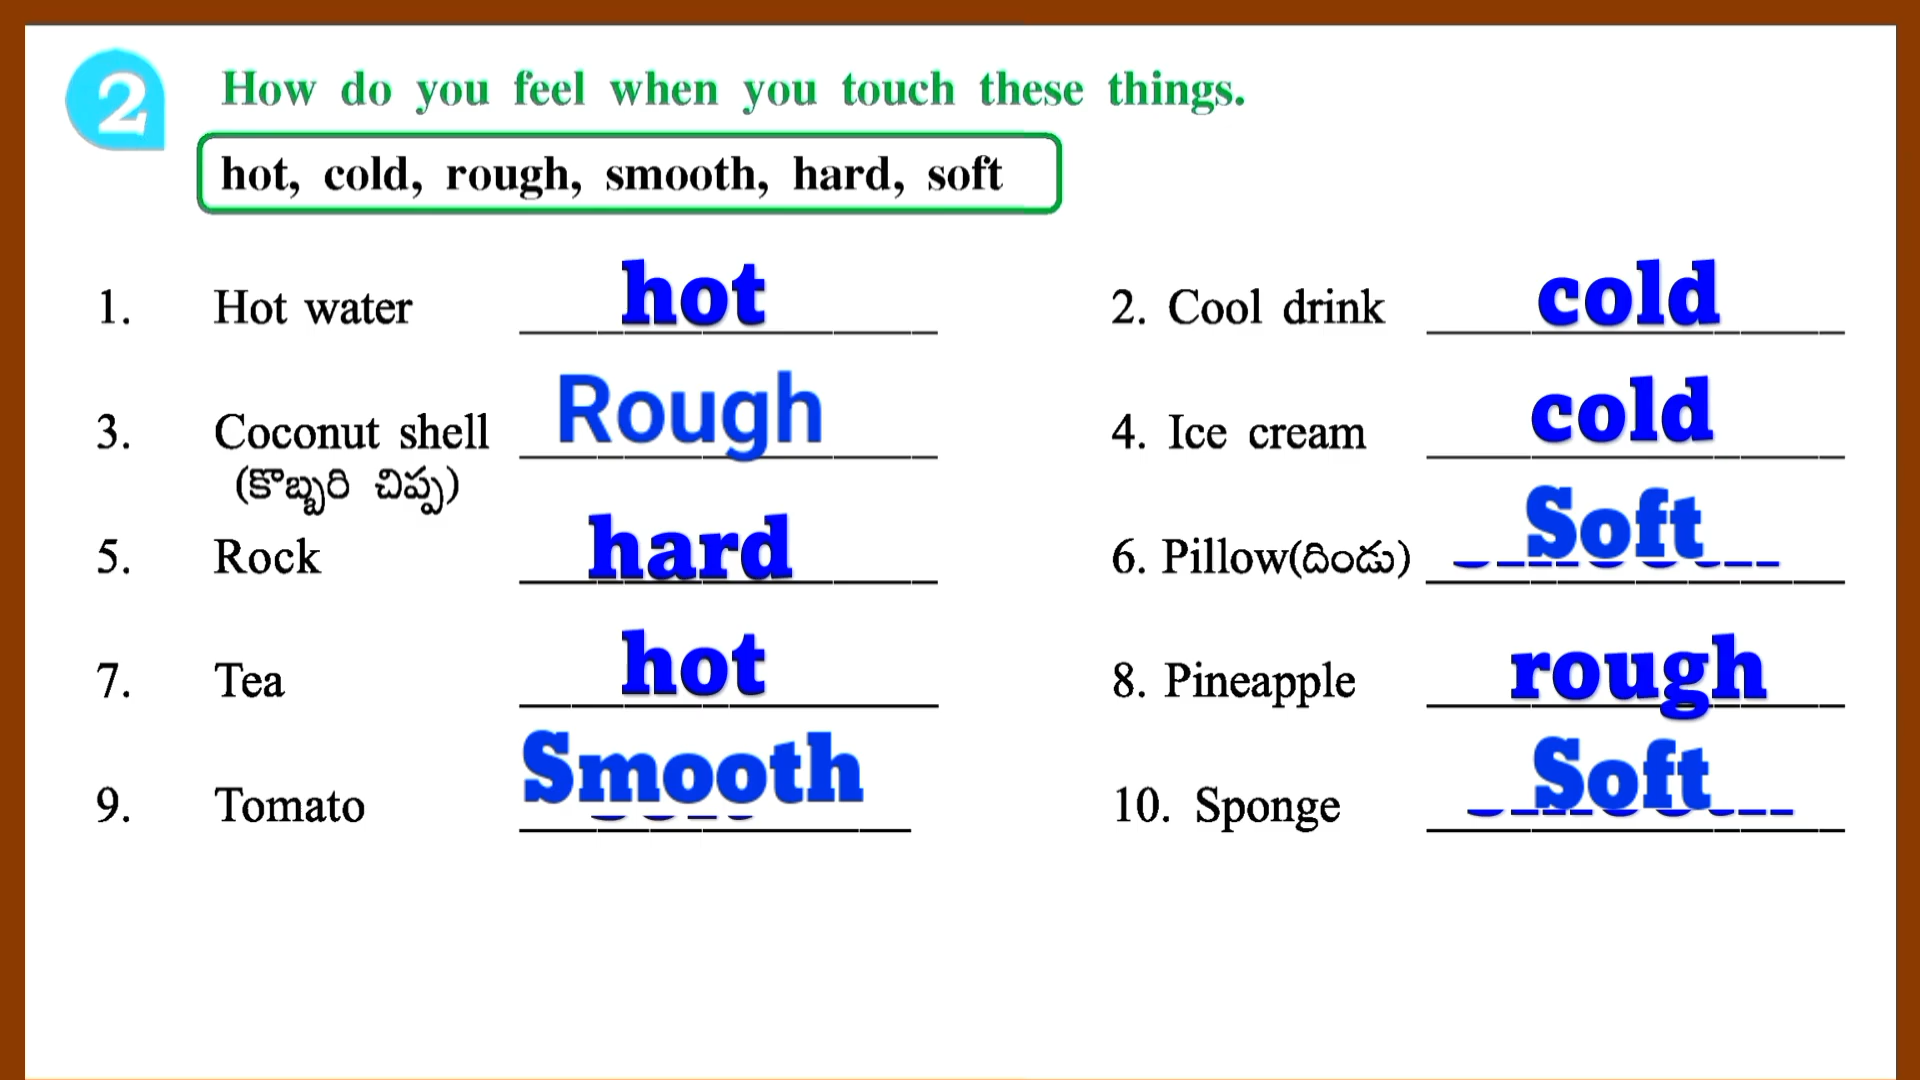 2 How do you feel when you touch these things.
hot, cold, rough, smooth, hard, soft
1. Hot water hot 2. Cool drink cold
3. Coconut shell Rough 4. Ice cream cold
(కొబ్బరి చిప్ప)
5. Rock hard 6. Pillow(దిండు) Soft
7. Tea hot 8. Pineapple rough
9. Tomato Smooth 10. Sponge Soft